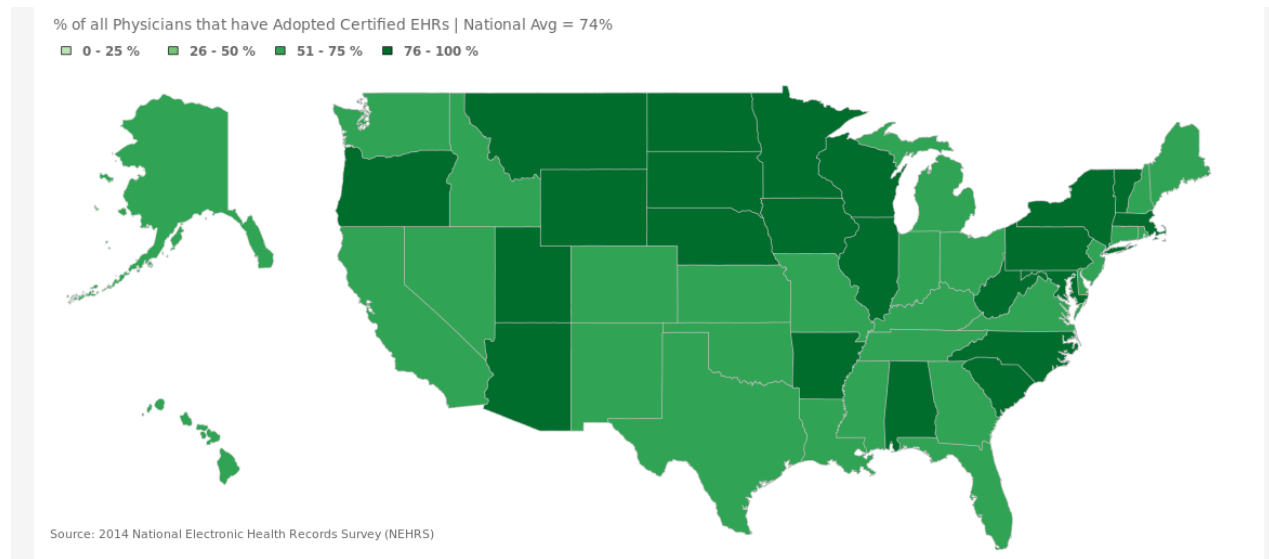 % of all Physicians that have Adopted Certified EHRs | National Avg = 74%
0 - 25 % 26 - 50 % 51 - 75 % 76 - 100 %
Source: 2014 National Electronic Health Records Survey (NEHRS)